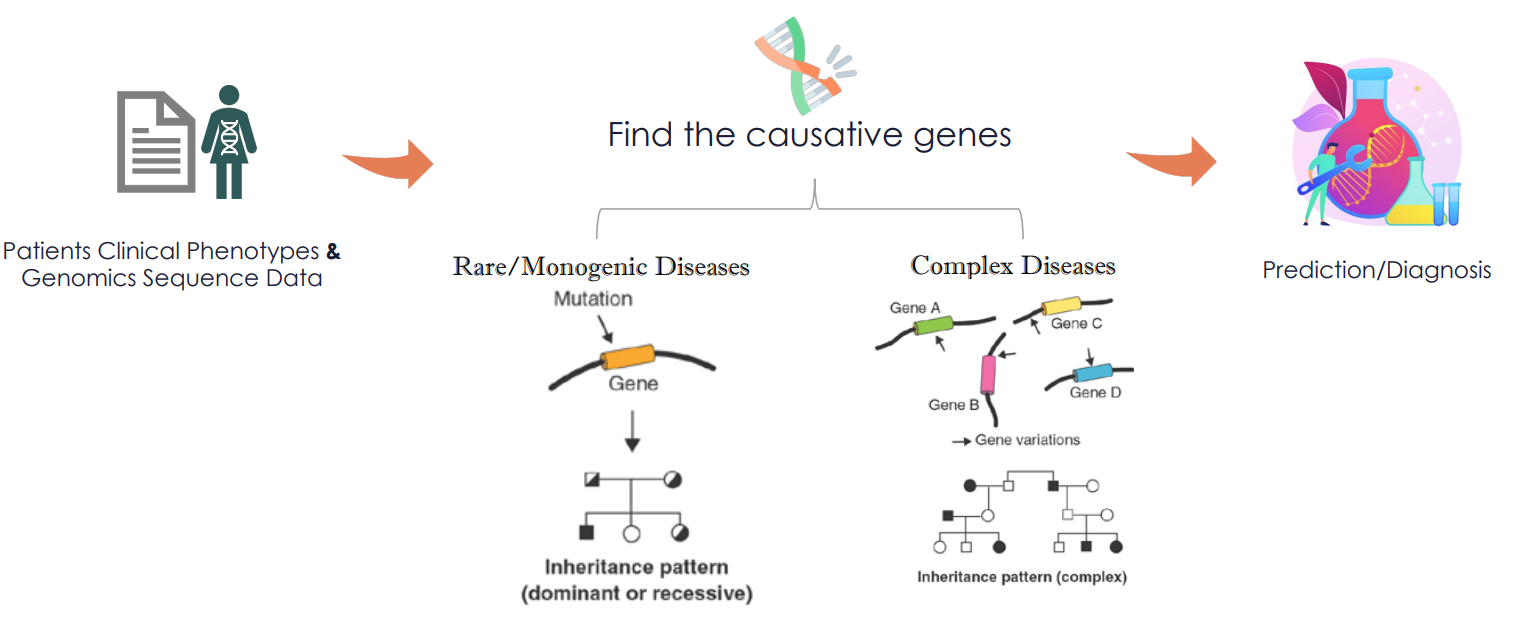 Find the causative genes
Patients Clinical Phenotypes &
Genomics Sequence Data
Rare/Monogenic Diseases
Mutation
Gene
Inheritance pattern
(dominant or recessive)
Complex Diseases
Gene A
Gene C
Gene B
Gene D
Gene variations
Inheritance pattern (complex)
Prediction/Diagnosis